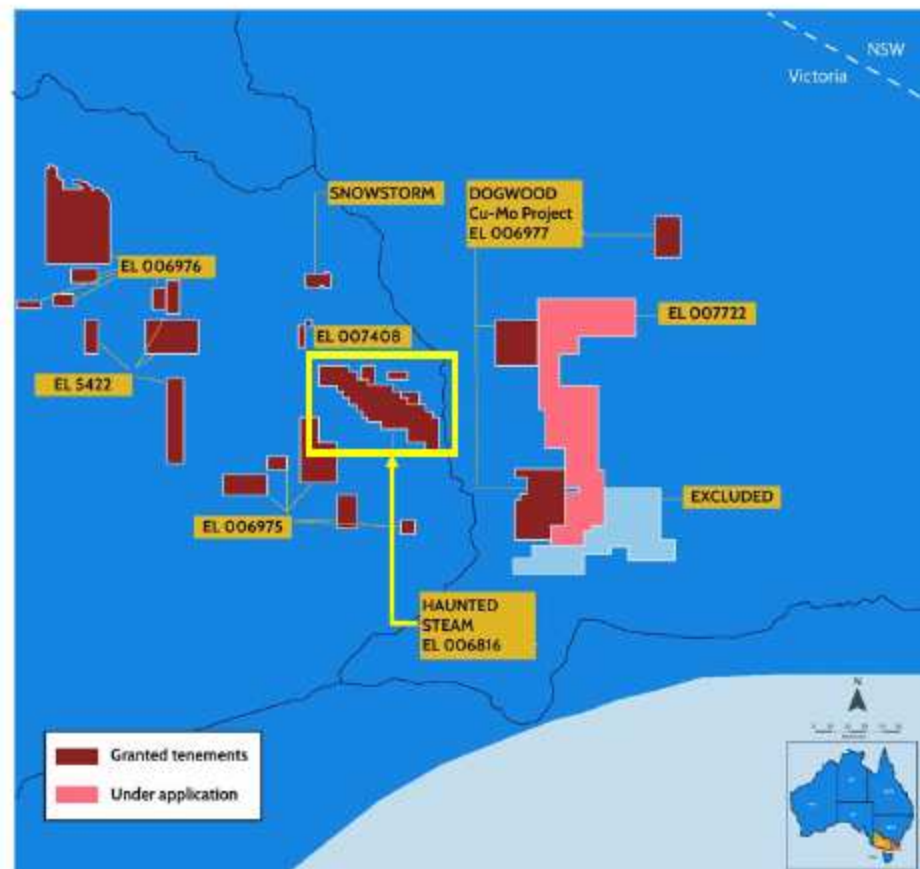 NSW
Victoria
SNOWSTORM
DOGWOOD
Cu-Mo Project
EL 006977
EL 006976
EL 007722
EL 007408
EL 5422
EXCLUDED
EL 006975
HAUNTED
STEAM
EL 006816
N
Granted tenements
Under application